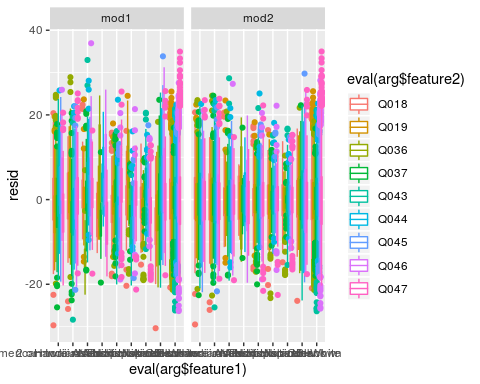 mod1
mod2
40
20
0
-20
resid
eval(arg$feature1)
eval(arg$feature2)
Q018
Q019
Q036
Q037
Q043
Q044
Q045
Q046
Q047